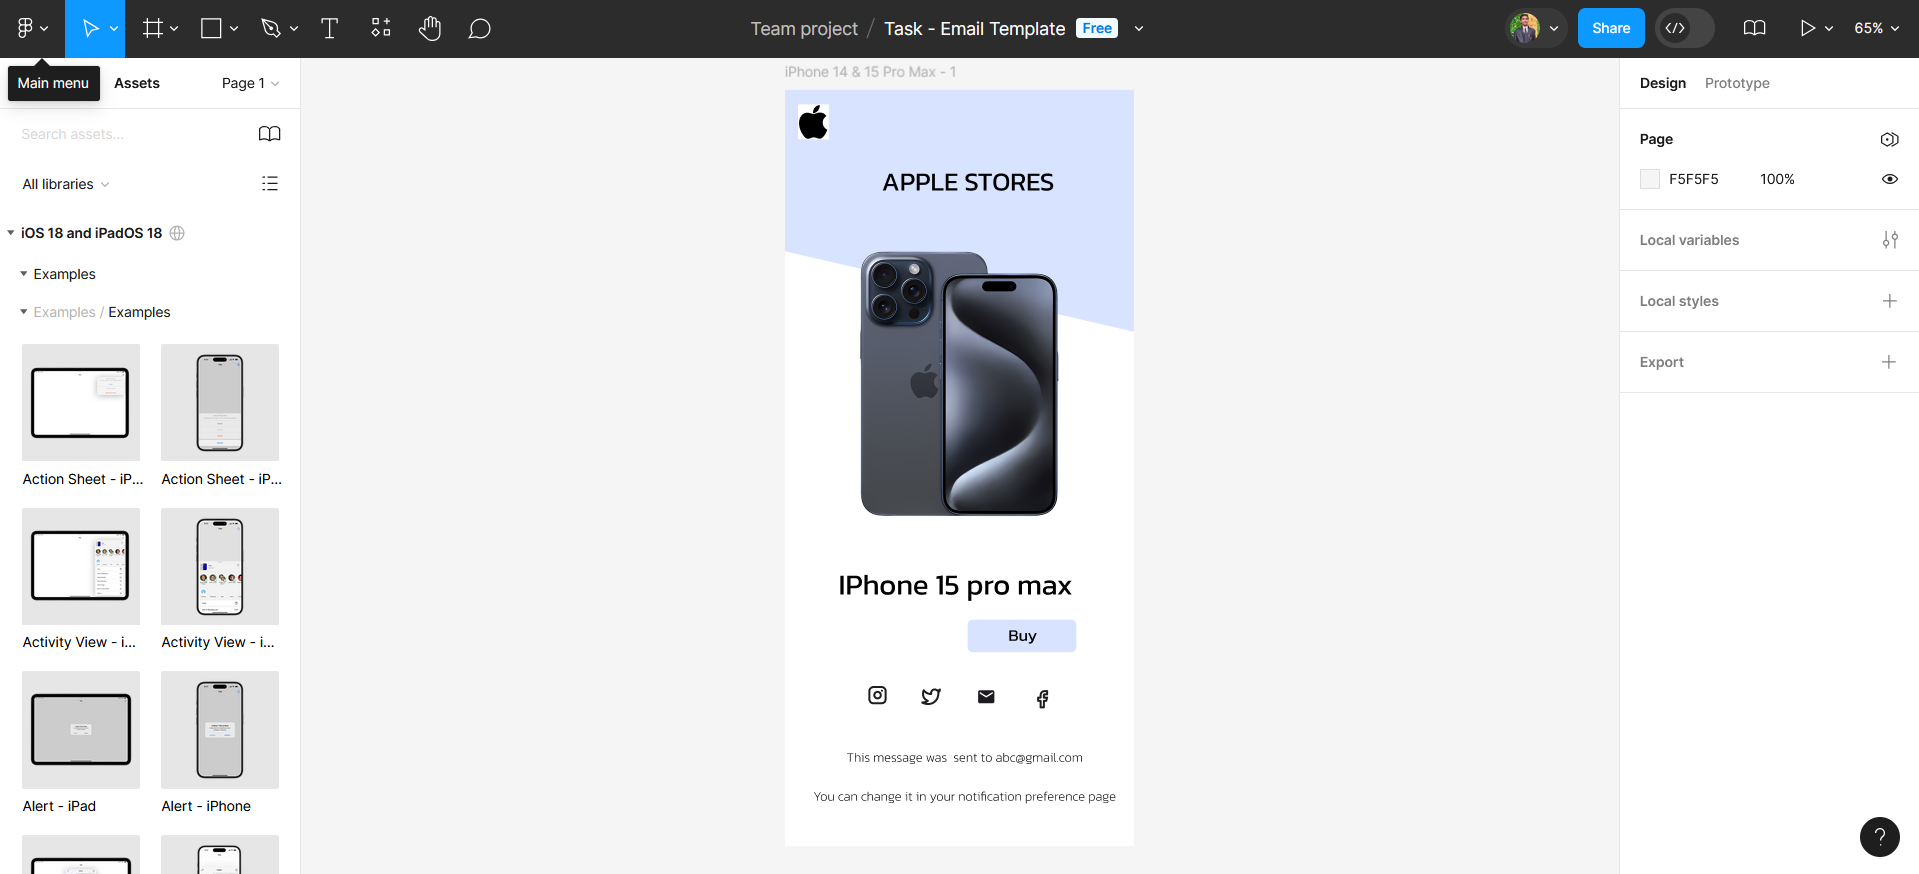 Team project / Task - Email Template Free
Share
65%
Main menu
Assets
Page 1
Search assets...
All libraries
iOS 18 and iPadOS 18
Examples
Examples / Examples
Action Sheet - iP...
Action Sheet - iP...
Activity View - i...
Activity View - i...
Alert - iPad
Alert - iPhone
iPhone 14 & 15 Pro Max - 1
APPLE STORES
IPhone 15 pro max
Buy
This message was  sent to abc@gmail.com
You can change it in your notification preference page
Design
Prototype
Page
F5F5F5
100%
Local variables
Local styles
Export
?